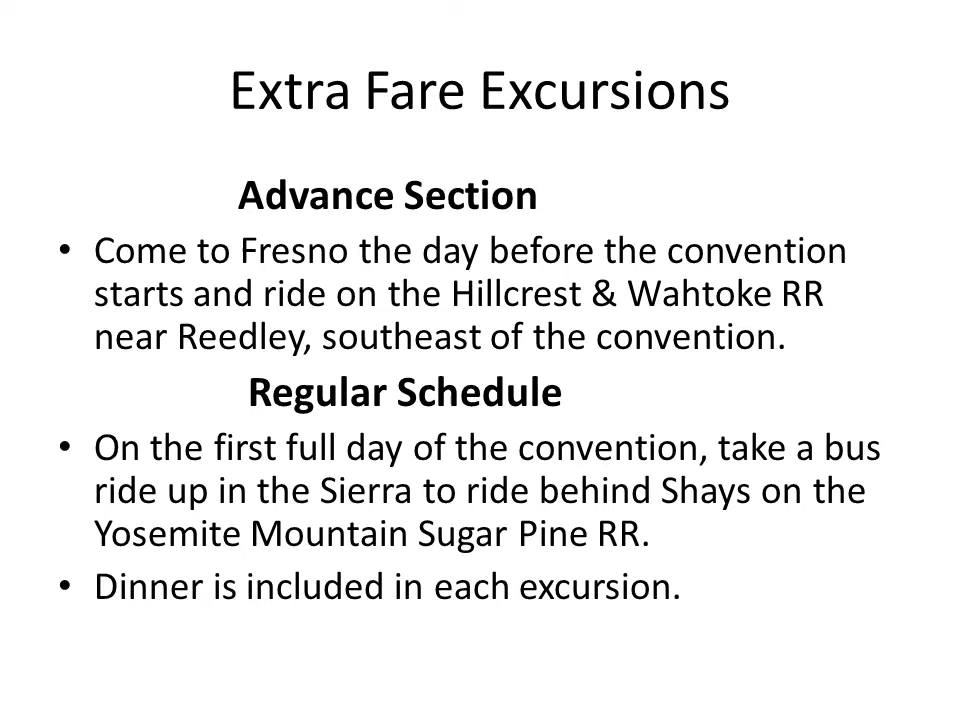 Extra Fare Excursions
Advance Section
• Come to Fresno the day before the convention
starts and ride on the Hillcrest & Wahtoke RR
near Reedley, southeast of the convention.
Regular Schedule
• On the first full day of the convention, take a bus
ride up in the Sierra to ride behind Shays on the
Yosemite Mountain Sugar Pine RR.
• Dinner is included in each excursion.